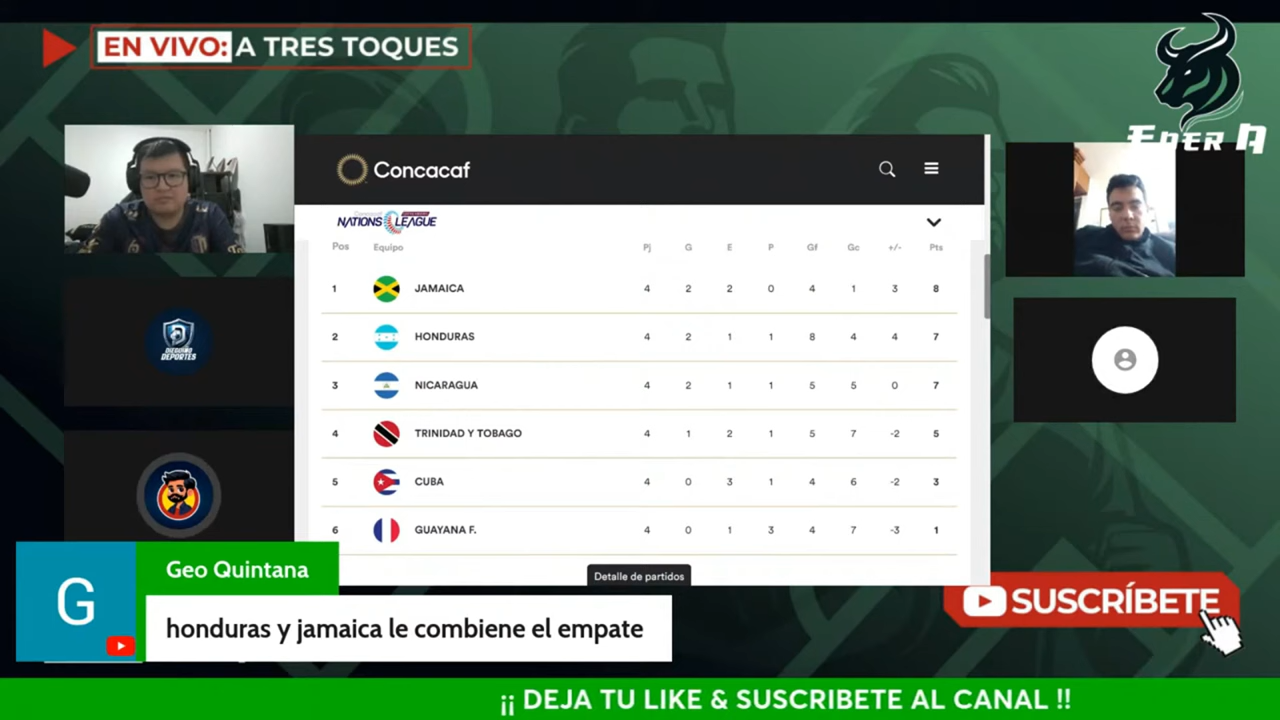 EN VIVO: A TRES TOQUES
EDER A
Concacaf
Concacaf
NATIONS LEAGUE
Pos Equipo Pj G E P Gf Gc +/- Pts
1 JAMAICA 4 2 2 0 4 1 3 8
2 HONDURAS 4 2 1 1 8 4 4 7
3 NICARAGUA 4 2 1 1 5 5 0 7
4 TRINIDAD Y TOBAGO 4 1 2 1 5 7 -2 5
5 CUBA 4 0 3 1 4 6 -2 3
6 GUAYANA F. 4 0 1 3 4 7 -3 1
Detalle de partidos
DEPORTES
G
Geo Quintana
honduras y jamaica le combiene el empate
SUSCRÍBETE
¡¡ DEJA TU LIKE & SUSCRIBETE AL CANAL !!